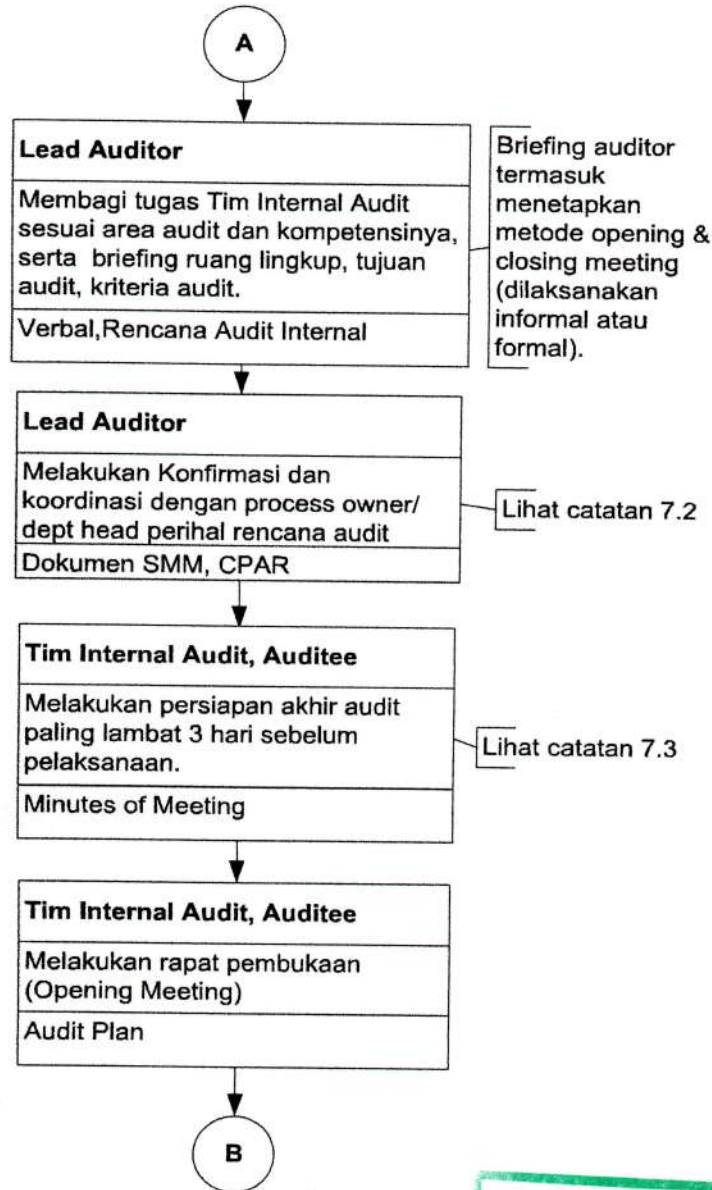 A
Lead Auditor
Membagi tugas Tim Internal Audit
sesuai area audit dan kompetensinya,
serta briefing ruang lingkup, tujuan
audit, kriteria audit.
Verbal,Rencana Audit Internal
Briefing auditor
termasuk
menetapkan
metode opening &
closing meeting
(dilaksanakan
informal atau
formal).
Lead Auditor
Melakukan Konfirmasi dan
koordinasi dengan process owner/
dept head perihal rencana audit
Dokumen SMM, CPAR
Lihat catatan 7.2
Tim Internal Audit, Auditee
Melakukan persiapan akhir audit
paling lambat 3 hari sebelum
pelaksanaan.
Minutes of Meeting
Lihat catatan 7.3
Tim Internal Audit, Auditee
Melakukan rapat pembukaan
(Opening Meeting)
Audit Plan
B